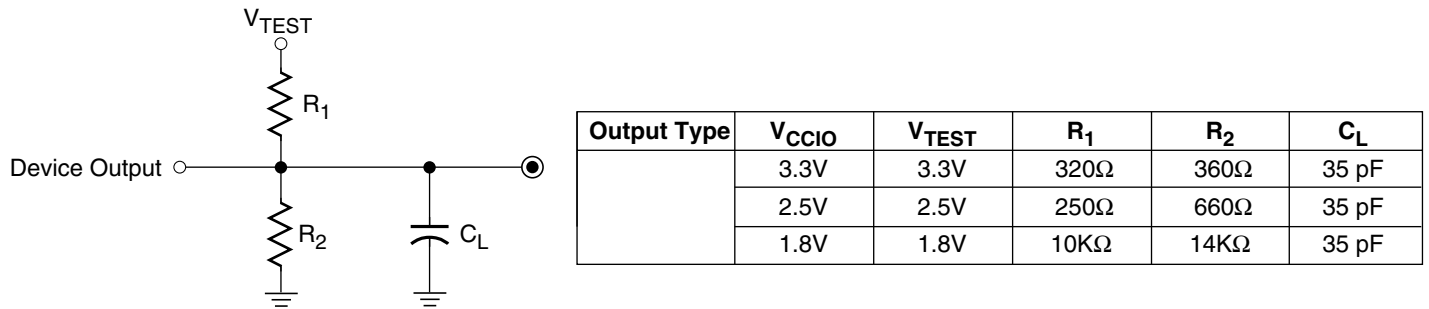 VTEST
R1
Device Output
R2
CL
Output Type VCCIO VTEST R1 R2 CL
3.3V 3.3V 320Ω 360Ω 35 pF
2.5V 2.5V 250Ω 660Ω 35 pF
1.8V 1.8V 10KΩ 14KΩ 35 pF